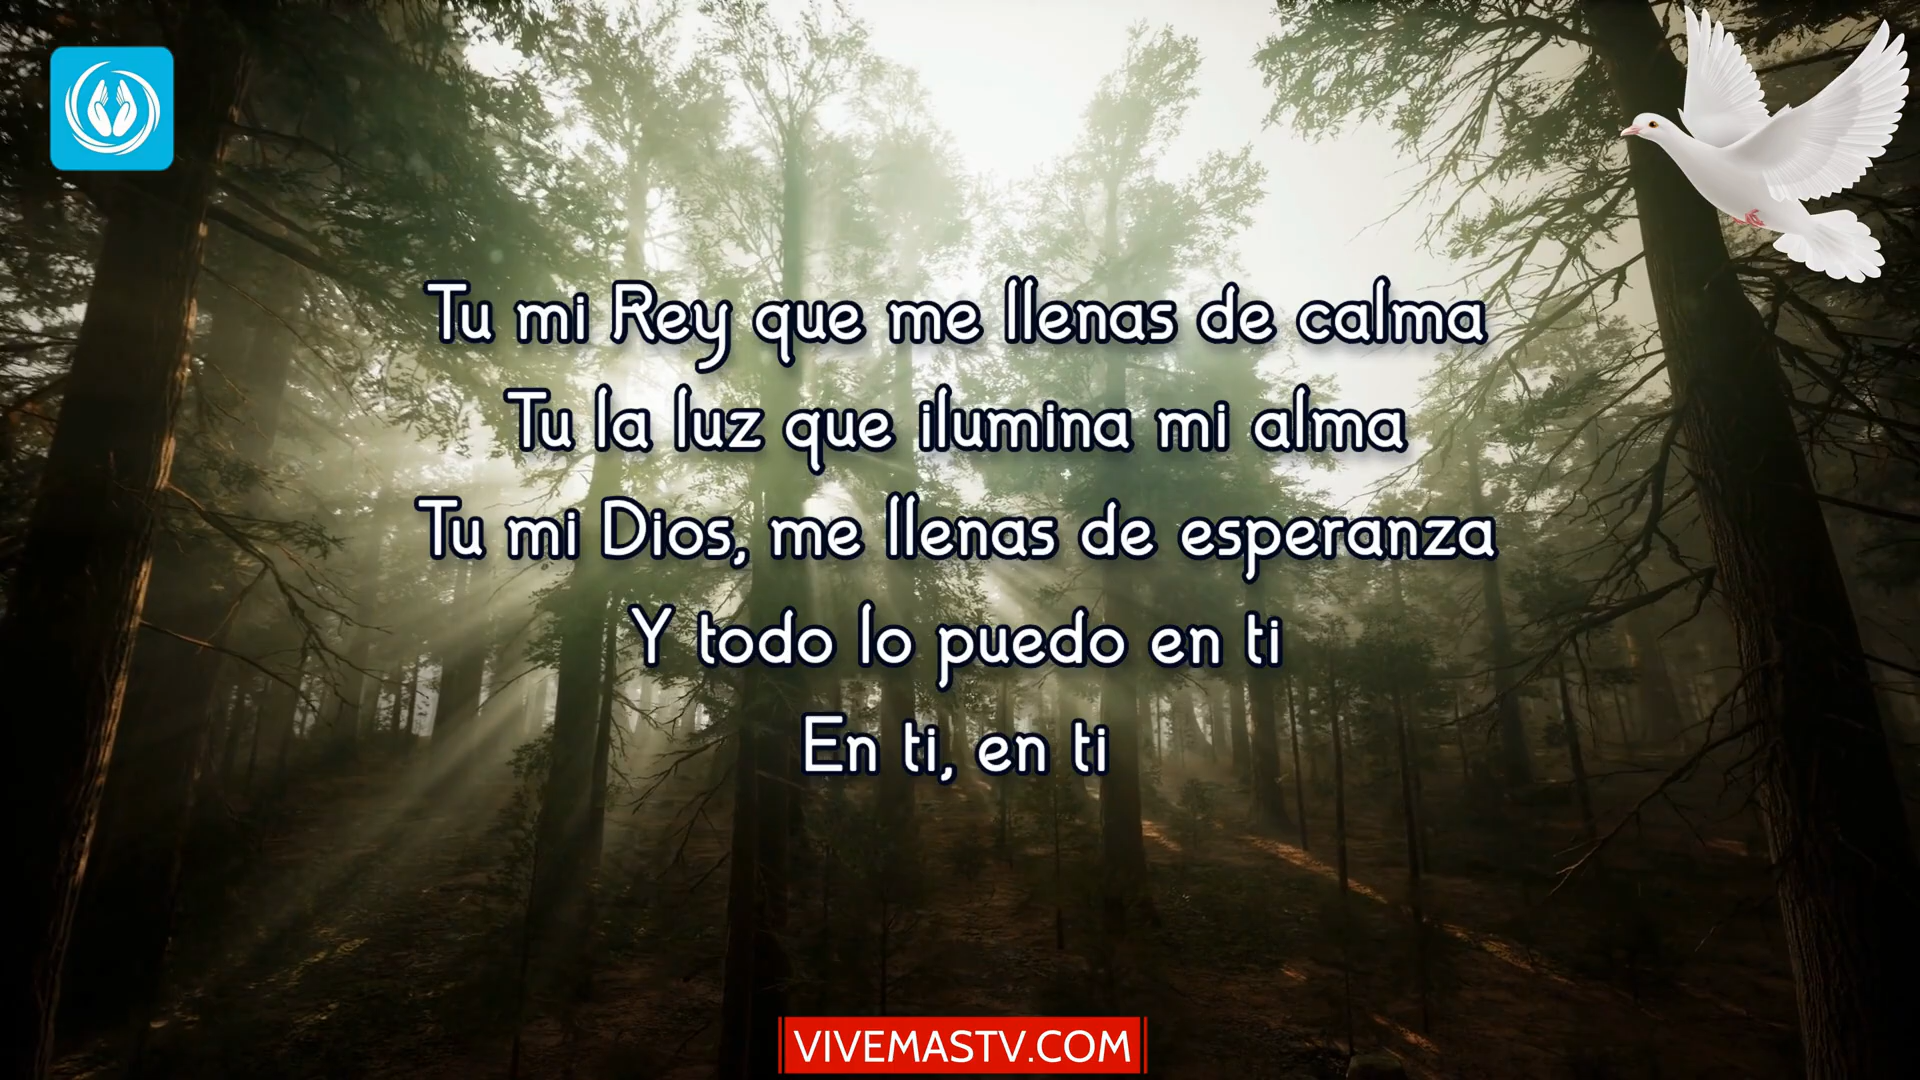 Tu mi Rey que me llenas de calma
Tu la luz que ilumina mi alma
Tu mi Dios, me llenas de esperanza
Y todo lo puedo en ti
En ti, en ti
VIVEMASTV.COM